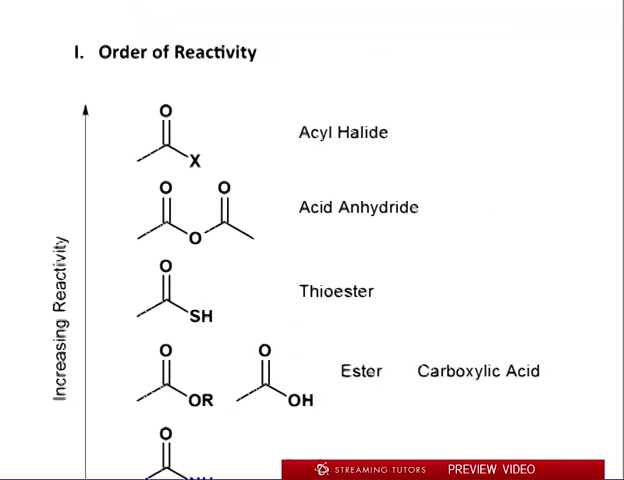 I. Order of Reactivity
O
Acyl Halide
X
O O
Acid Anhydride
O
O
Thioester
SH
O O
Ester Carboxylic Acid
OR OH
O
Increasing Reactivity
STREAMING TUTORS PREVIEW VIDEO